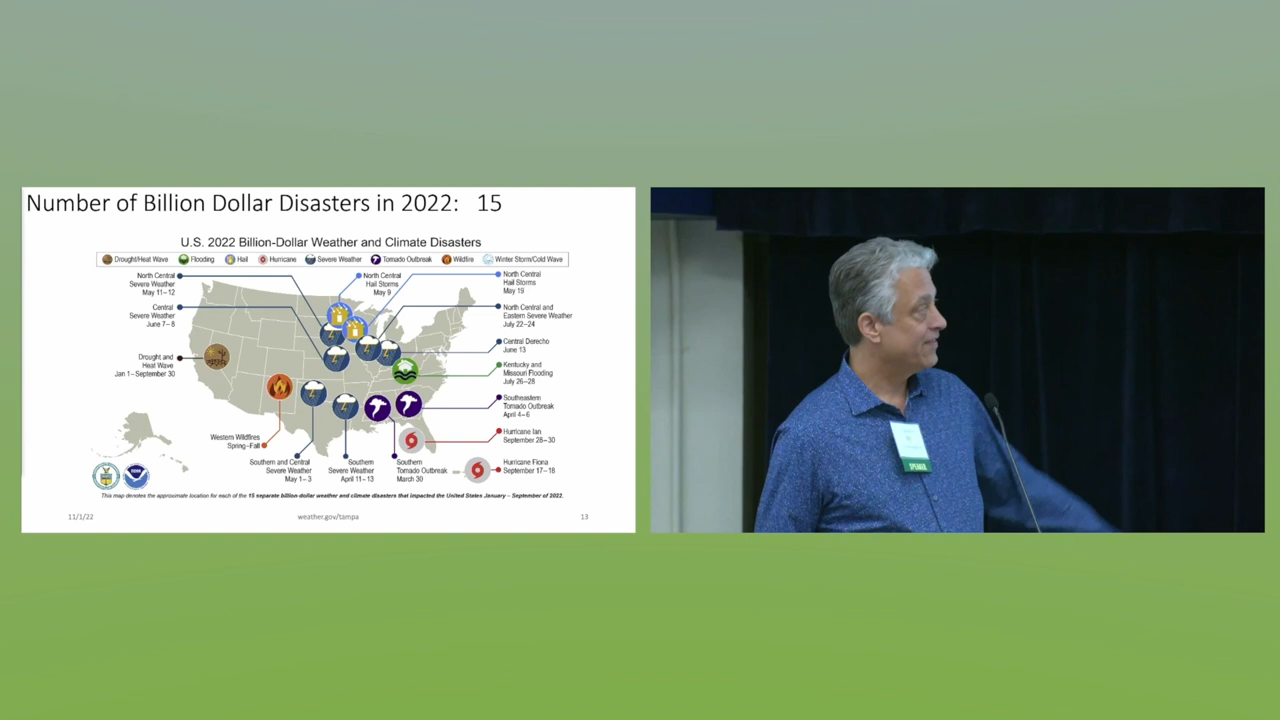 Number of Billion Dollar Disasters in 2022: 15
U.S. 2022 Billion-Dollar Weather and Climate Disasters
Drought/Heat Wave Flooding Hail Hurricane Severe Weather Tornado Outbreak Wildfire Winter Storm/Cold Wave
North Central
Severe Weather
May 11–12
North Central
Hail Storms
May 9
North Central
Hail Storms
May 19
Central
Severe Weather
June 7–8
North Central and
Eastern Severe Weather
July 22–24
Central Derecho
June 13
Drought and
Heat Wave
Jan 1–September 30
Kentucky and
Missouri Flooding
July 26–28
Southeastern
Tornado Outbreak
April 4–6
Hurricane Ian
September 28–30
Western Wildfires
Spring–Fall
Southern and Central
Severe Weather
May 1–3
Southern
Severe Weather
April 11–13
Southern
Tornado Outbreak
March 30
Hurricane Fiona
September 17–18
NOAA
This map denotes the approximate location for each of the 15 separate billion-dollar weather and climate disasters that impacted the United States January – September of 2022.
11/1/22 weather.gov/tampa 13
SPEAKER